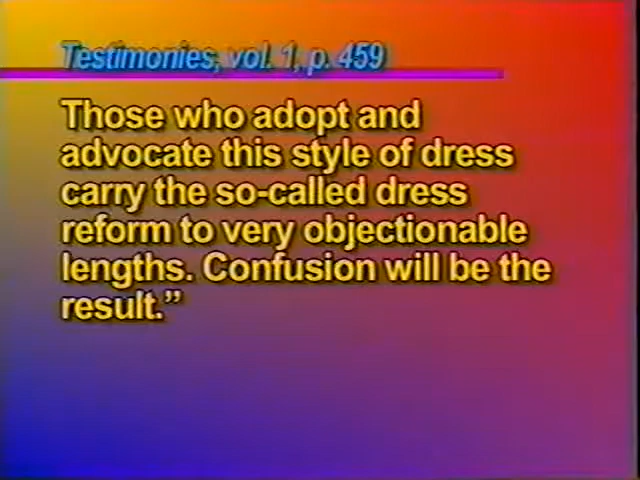 Testimonies, vol. 1, p. 459
Those who adopt and
advocate this style of dress
carry the so-called dress
reform to very objectionable
lengths. Confusion will be the
result.”